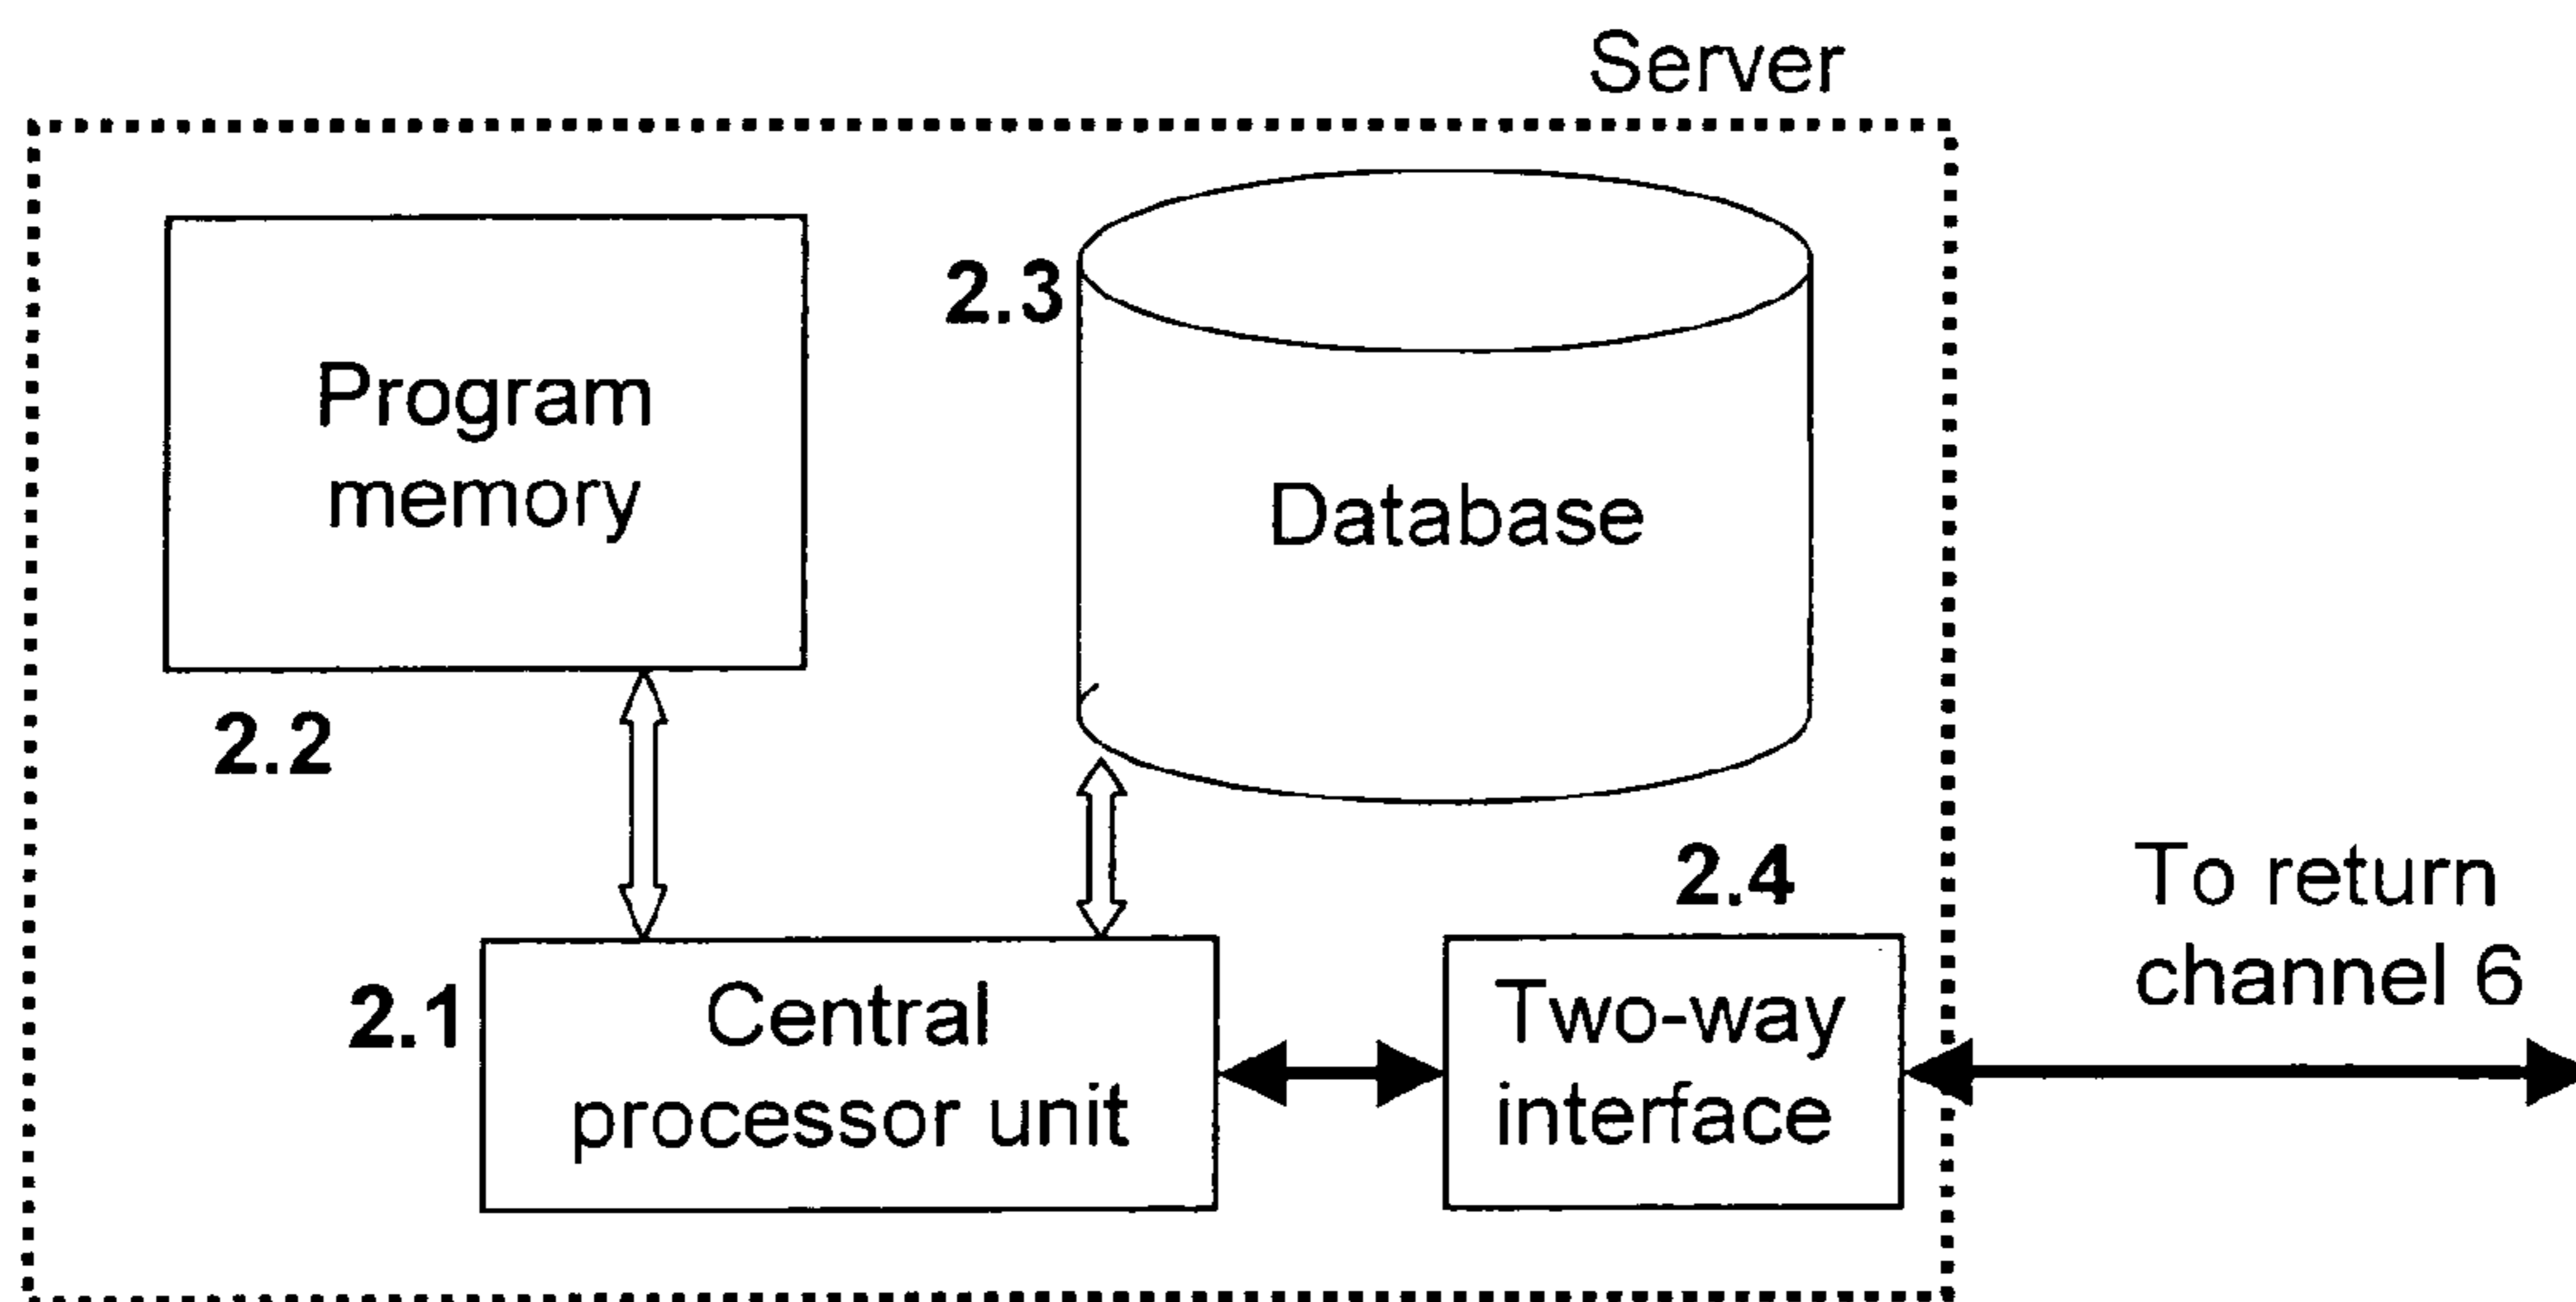 Server
2.3
Program
memory
Database
2.2
2.4
To return
channel 6
2.1
Central
processor unit
Two-way
interface